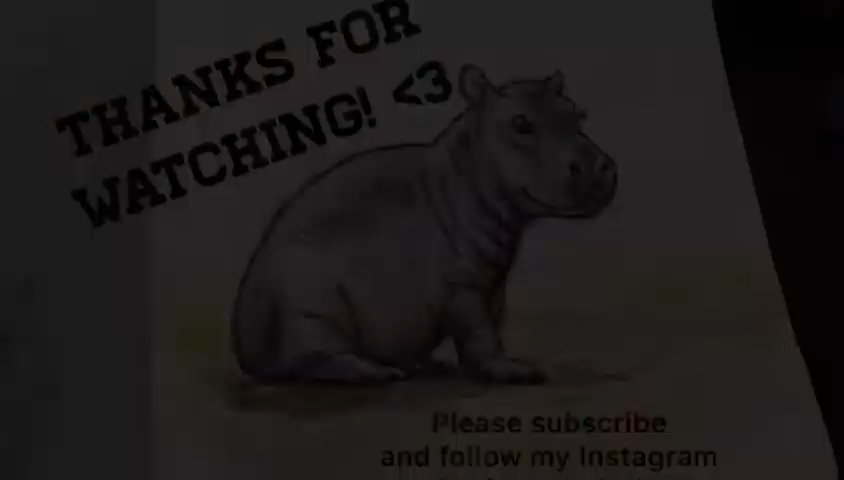 THANKS FOR
WATCHING! <3
Please subscribe
and follow my Instagram